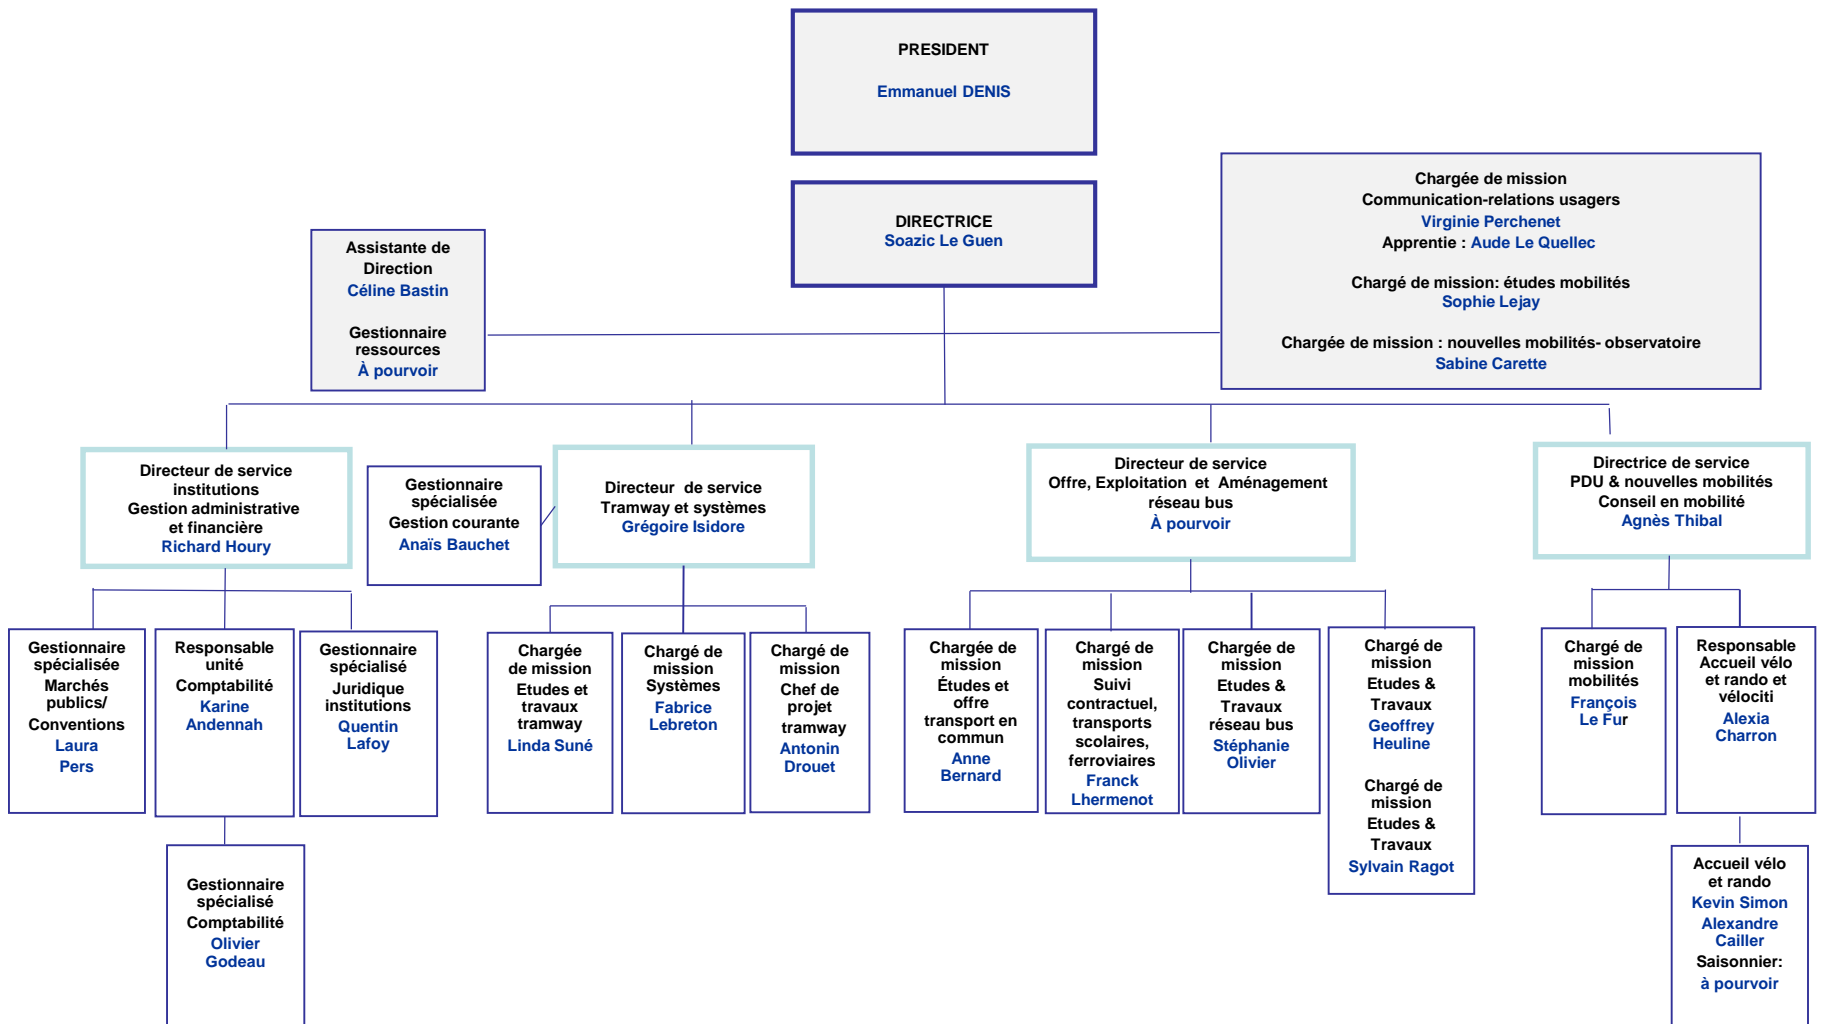 PRESIDENT
Emmanuel DENIS
DIRECTRICE
Soazic Le Guen
Assistante de
Direction
Céline Bastin
Gestionnaire
ressources
À pourvoir
Chargée de mission
Communication-relations usagers
Virginie Perchenet
Apprentie : Aude Le Quellec
Chargé de mission: études mobilités
Sophie Lejay
Chargée de mission : nouvelles mobilités- observatoire
Sabine Carette
Directeur de service
institutions
Gestion administrative
et financière
Richard Houry
Gestionnaire
spécialisée
Gestion courante
Anaïs Bauchet
Directeur  de service
Tramway et systèmes
Grégoire Isidore
Directeur de service
Offre, Exploitation  et  Aménagement
réseau bus
À pourvoir
Directrice de service
PDU & nouvelles mobilités
Conseil en mobilité
Agnès Thibal
Gestionnaire
spécialisée
Marchés
publics/
Conventions
Laura
Pers
Responsable
unité
Comptabilité
Karine
Andennah
Gestionnaire
spécialisé
Juridique
institutions
Quentin
Lafoy
Chargée
de mission
Etudes et
travaux
tramway
Linda Suné
Chargé de
mission
Systèmes
Fabrice
Lebreton
Chargé de
mission
Chef de
projet
tramway
Antonin
Drouet
Chargée de
mission
Études et
offre
transport en
commun
Anne
Bernard
Chargé de
mission
Suivi
contractuel,
transports
scolaires,
ferroviaires
Franck
Lhermenot
Chargée de
mission
Etudes &
Travaux
réseau bus
Stéphanie
Olivier
Chargé de
mission
Etudes &
Travaux
Geoffrey
Heuline
Chargé de
mission
Etudes &
Travaux
Sylvain Ragot
Chargé de
mission
mobilités
François
Le Fur
Responsable
Accueil vélo
et rando et
vélociti
Alexia
Charron
Gestionnaire
spécialisé
Comptabilité
Olivier
Godeau
Accueil vélo
et rando
Kevin Simon
Alexandre
Cailler
Saisonnier:
à pourvoir